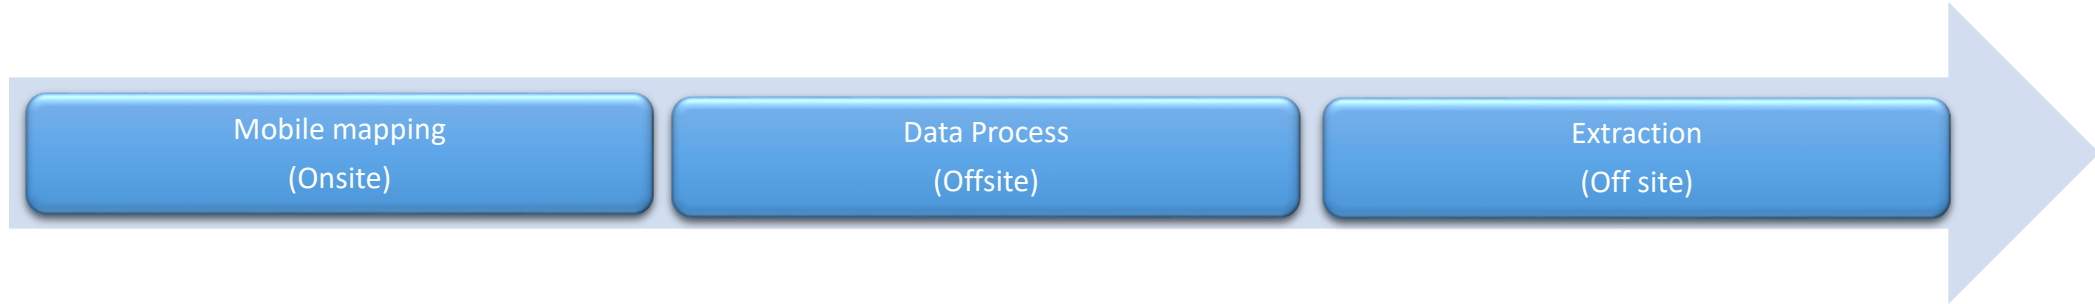 Mobile mapping
(Onsite)
Data Process
(Offsite)
Extraction
(Off site)